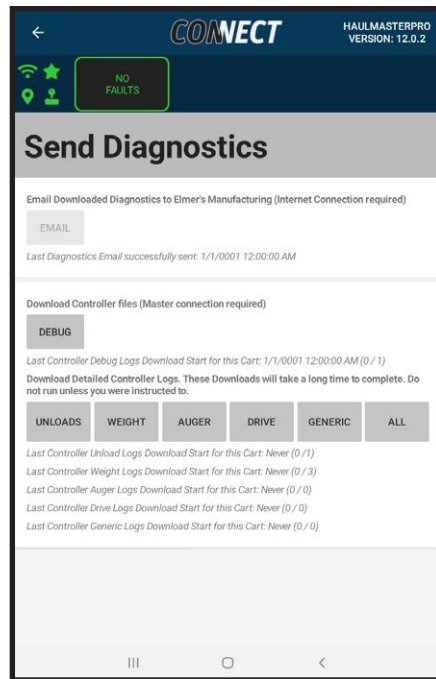 CONNECT
HAULMASTERPRO
VERSION: 12.0.2
NO
FAULTS
Send Diagnostics
Email Downloaded Diagnostics to Elmer's Manufacturing (Internet Connection required)
EMAIL
Last Diagnostics Email successfully sent: 1/1/0001 12:00:00 AM
Download Controller files (Master connection required)
DEBUG
Last Controller Debug Logs Download Start for this Cart: 1/1/0001 12:00:00 AM (0 / 1)
Download Detailed Controller Logs. These Downloads will take a long time to complete. Do
not run unless you were instructed to.
UNLOADS WEIGHT AUGER DRIVE GENERIC ALL
Last Controller Unload Logs Download Start for this Cart: Never (0 /1)
Last Controller Weight Logs Download Start for this Cart: Never (0 / 3)
Last Controller Auger Logs Download Start for this Cart: Never (0 / 0)
Last Controller Drive Logs Download Start for this Cart: Never (0 / 0)
Last Controller Generic Logs Download Start for this Cart: Never (0 / 0)